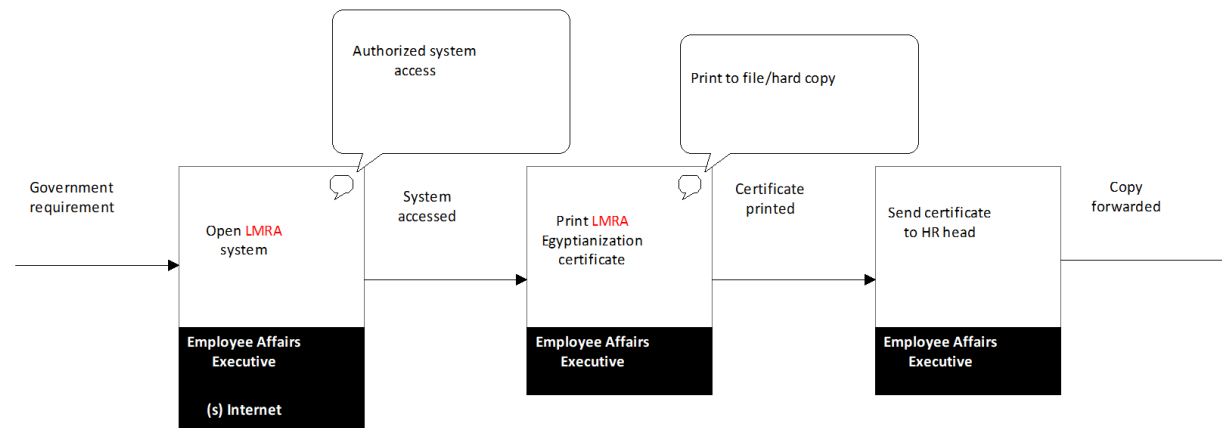 Authorized system
access
Print to file/hard copy
Government
requirement
Open LMRA
system
System
accessed
Print LMRA
Egyptianization
certificate
Certificate
printed
Send certificate
to HR head
Copy
forwarded
Employee Affairs
Executive
(s) Internet
Employee Affairs
Executive
Employee Affairs
Executive